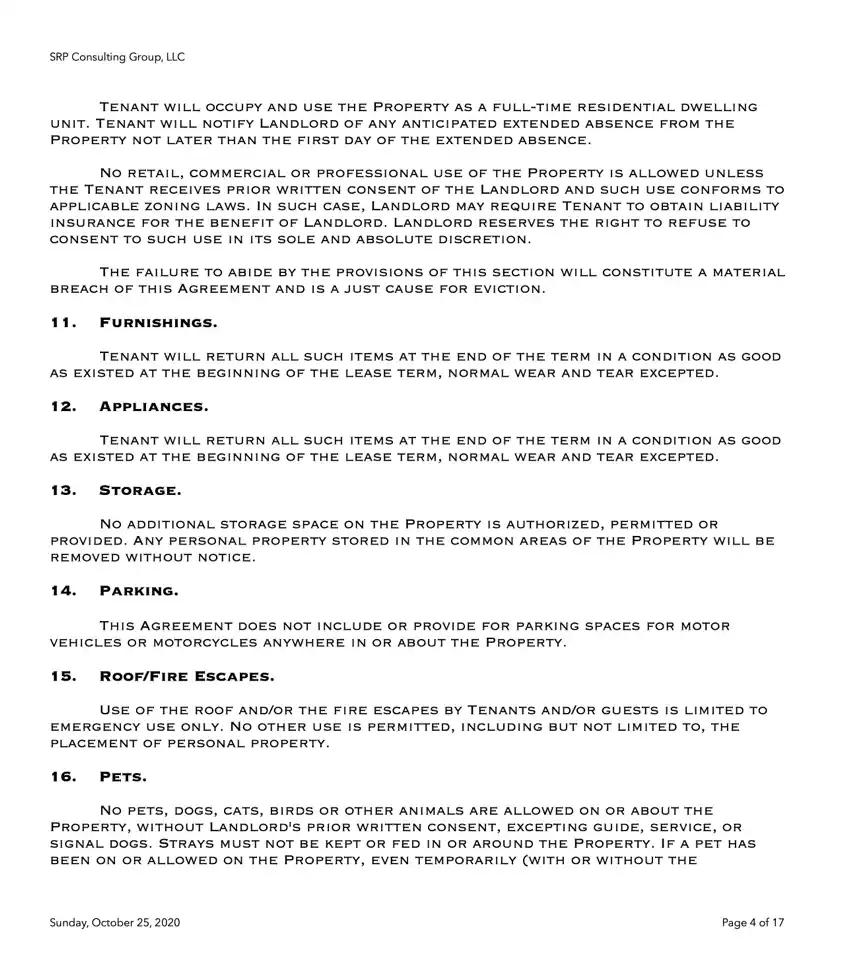 SRP Consulting Group, LLC
Tenant will occupy and use the Property as a full-time residential dwelling
unit. Tenant will notify Landlord of any anticipated extended absence from the
Property not later than the first day of the extended absence.
No retail, commercial or professional use of the Property is allowed unless
the Tenant receives prior written consent of the Landlord and such use conforms to
applicable zoning laws. In such case, Landlord may require Tenant to obtain liability
insurance for the benefit of Landlord. Landlord reserves the right to refuse to
consent to such use in its sole and absolute discretion.
The failure to abide by the provisions of this section will constitute a material
breach of this Agreement and is a just cause for eviction.
11. Furnishings.
Tenant will return all such items at the end of the term in a condition as good
as existed at the beginning of the lease term, normal wear and tear excepted.
12. Appliances.
Tenant will return all such items at the end of the term in a condition as good
as existed at the beginning of the lease term, normal wear and tear excepted.
13. Storage.
No additional storage space on the Property is authorized, permitted or
provided. Any personal property stored in the common areas of the Property will be
removed without notice.
14. Parking.
This Agreement does not include or provide for parking spaces for motor
vehicles or motorcycles anywhere in or about the Property.
15. Roof/Fire Escapes.
Use of the roof and/or the fire escapes by Tenants and/or guests is limited to
emergency use only. No other use is permitted, including but not limited to, the
placement of personal property.
16. Pets.
No pets, dogs, cats, birds or other animals are allowed on or about the
Property, without Landlord's prior written consent, excepting guide, service, or
signal dogs. Strays must not be kept or fed in or around the Property. If a pet has
been on or allowed on the Property, even temporarily (with or without the
Sunday, October 25, 2020 Page 4 of 17